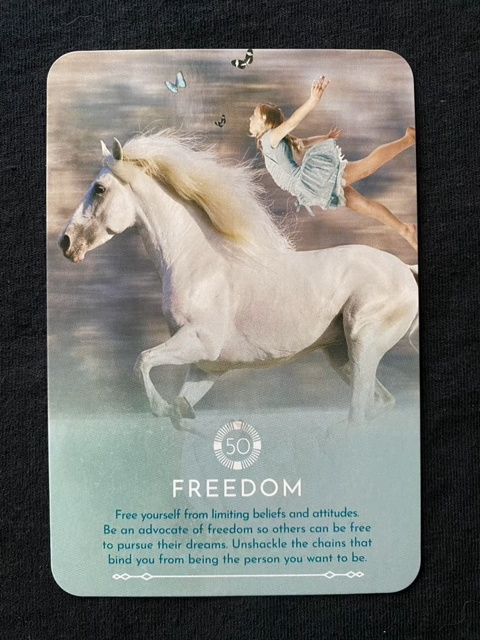 50
FREEDOM
Free yourself from limiting beliefs and attitudes.
Be an advocate of freedom so others can be free
to pursue their dreams. Unshackle the chains that
bind you from being the person you want to be.